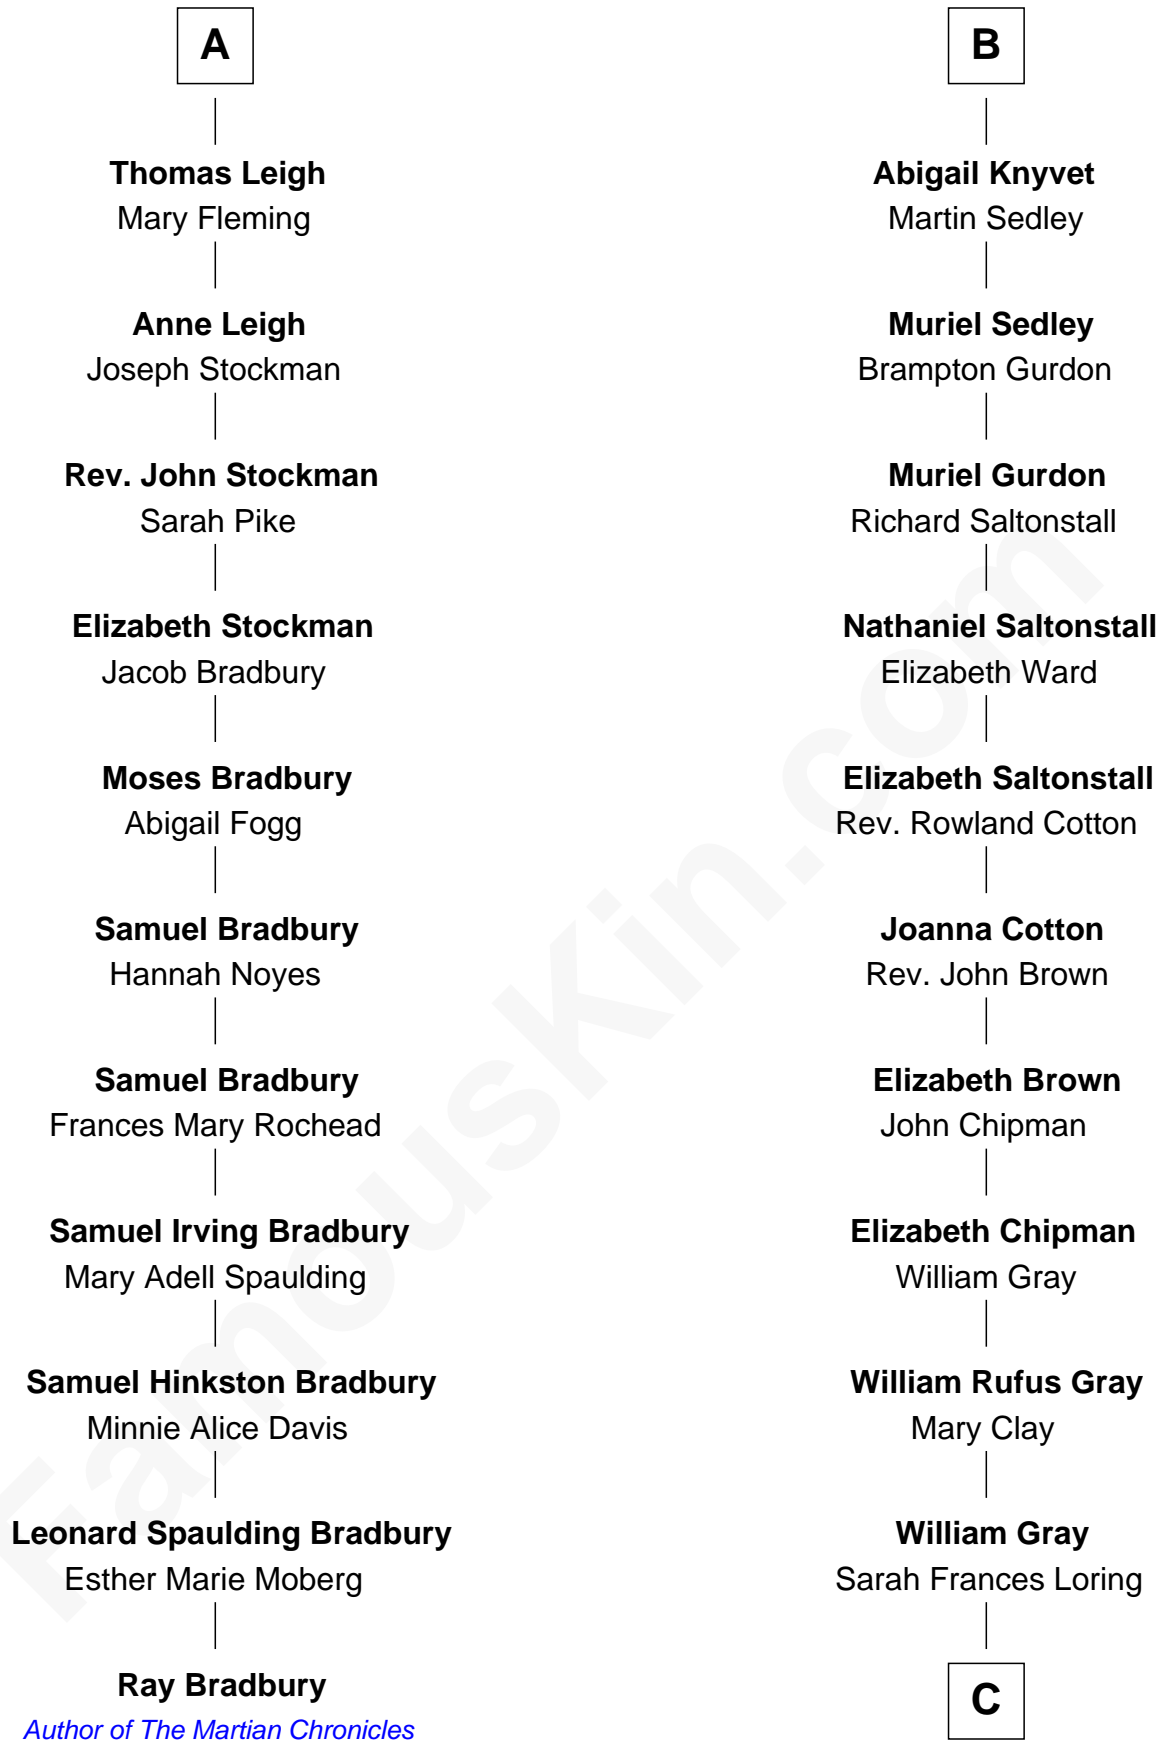 A
Thomas Leigh
Mary Fleming
Anne Leigh
Joseph Stockman
Rev. John Stockman
Sarah Pike
Elizabeth Stockman
Jacob Bradbury
Moses Bradbury
Abigail Fogg
Samuel Bradbury
Hannah Noyes
Samuel Bradbury
Frances Mary Rochead
Samuel Irving Bradbury
Mary Adell Spaulding
Samuel Hinkston Bradbury
Minnie Alice Davis
Leonard Spaulding Bradbury
Esther Marie Moberg
Ray Bradbury
Author of The Martian Chronicles
B
Abigail Knyvet
Martin Sedley
Muriel Sedley
Brampton Gurdon
Muriel Gurdon
Richard Saltonstall
Nathaniel Saltonstall
Elizabeth Ward
Elizabeth Saltonstall
Rev. Rowland Cotton
Joanna Cotton
Rev. John Brown
Elizabeth Brown
John Chipman
Elizabeth Chipman
William Gray
William Rufus Gray
Mary Clay
William Gray
Sarah Frances Loring
C
FamousKin.com